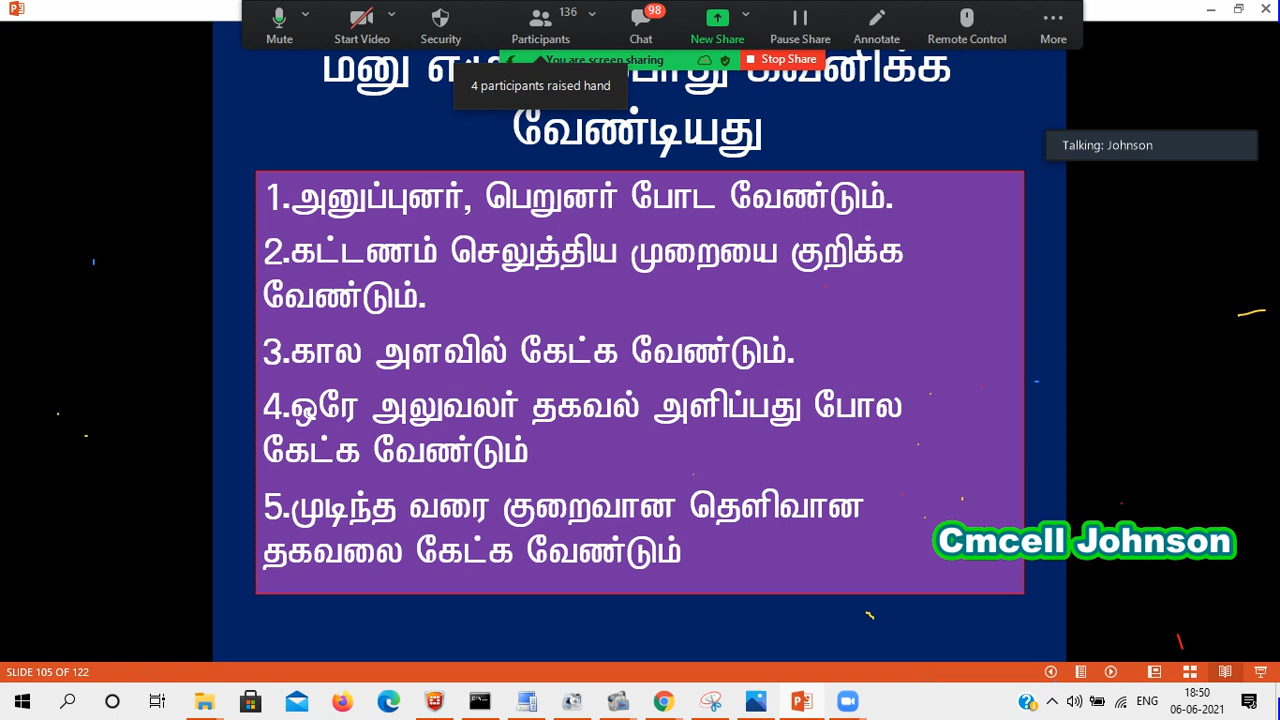 136
98
Mute
Start Video
Security
Participants
Chat
New Share
Pause Share
Annotate
Remote Control
More
You are screen sharing
Stop Share
மனு கவனிக்க
4 participants raised hand
வேண்டியது
Talking: Johnson
1.அனுப்புனர், பெறுனர் போட வேண்டும்.
2.கட்டணம் செலுத்திய முறையை குறிக்க
வேண்டும்.
3.கால அளவில் கேட்க வேண்டும்.
4.ஒரே அலுவலர் தகவல் அளிப்பது போல
கேட்க வேண்டும்
5.முடிந்த வரை குறைவான தெளிவான
தகவலை கேட்க வேண்டும்
Cmcell Johnson
SLIDE 105 OF 122
ENG
18:50
06-06-2021